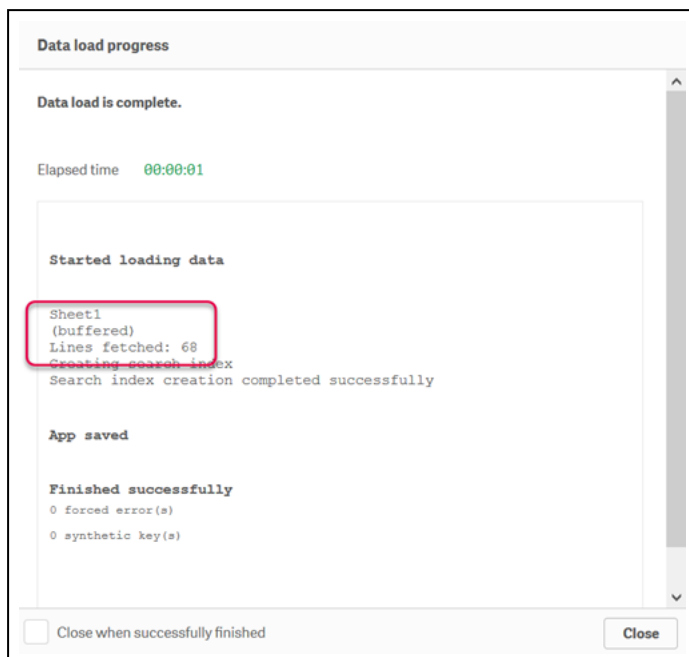 Data load progress
Data load is complete.
Elapsed time 00:00:01
Started loading data
Sheet1
(buffered)
Lines fetched: 68
Creating search index
Search index creation completed successfully
App saved
Finished successfully
0 forced error(s)
0 synthetic key(s)
Close when successfully finished
Close